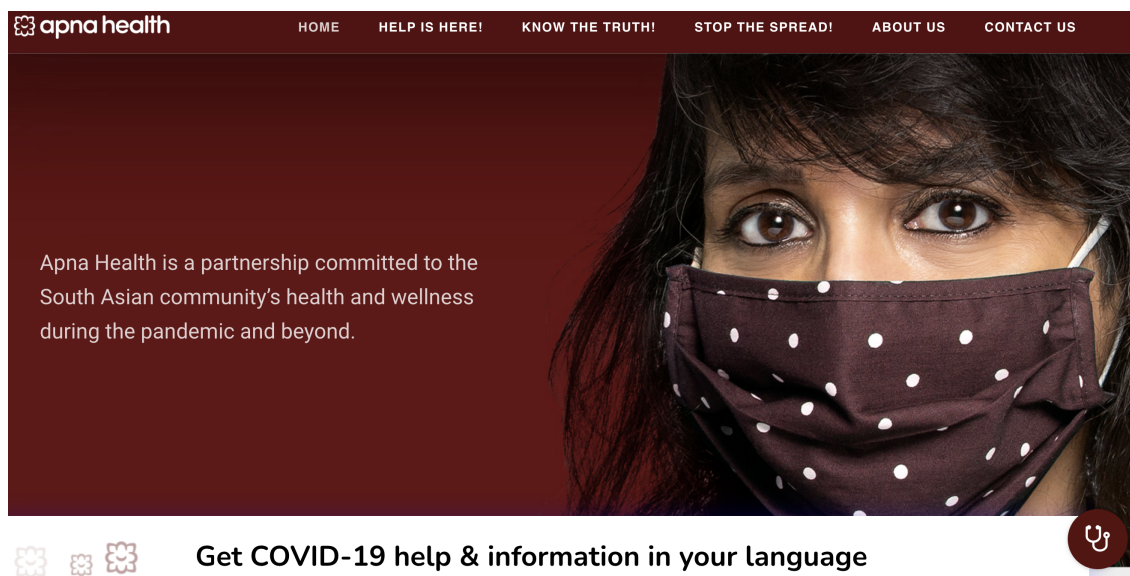 apna health
HOME
HELP IS HERE!
KNOW THE TRUTH!
STOP THE SPREAD!
ABOUT US
CONTACT US
Apna Health is a partnership committed to the
South Asian community’s health and wellness
during the pandemic and beyond.
Get COVID-19 help & information in your language